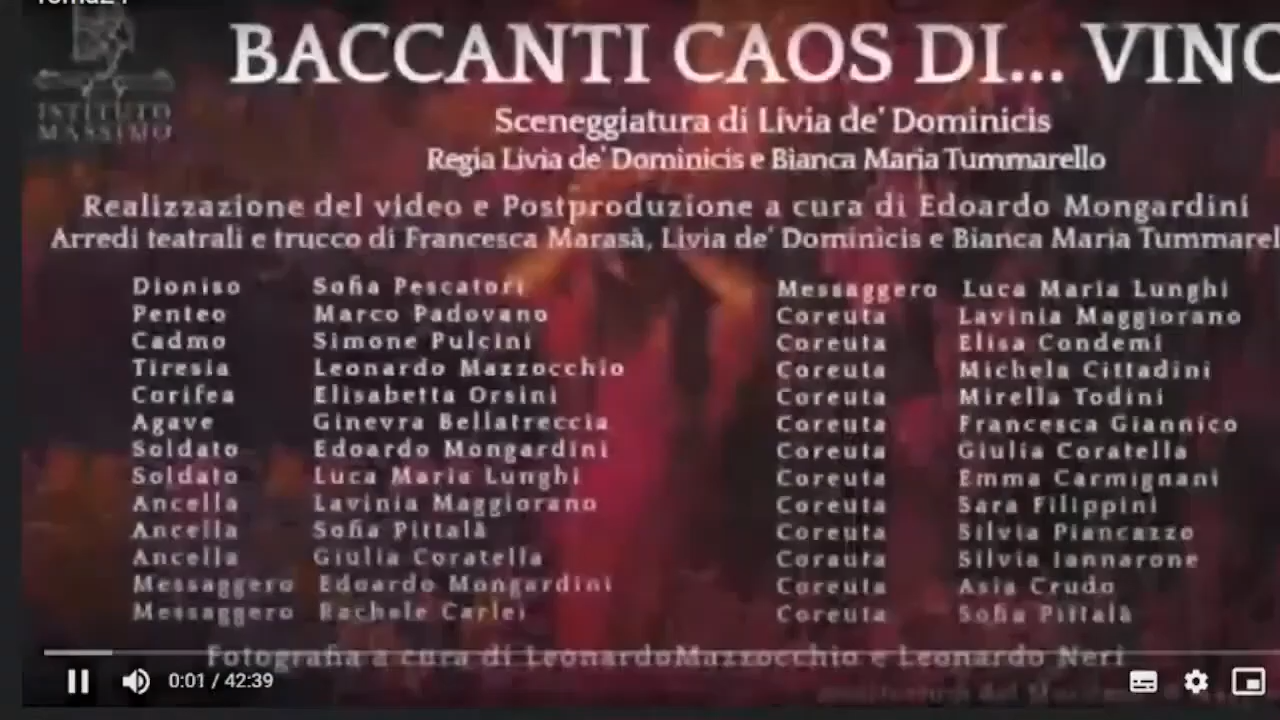 ISTITUTO
MASSIMO
BACCANTI CAOS DI... VINO
Sceneggiatura di Livia de' Dominicis
Regia Livia de' Dominicis e Bianca Maria Tummarello
Realizzazione del video e Postproduzione a cura di Edoardo Mongardini
Arredi teatrali e trucco di Francesca Marasà, Livia de' Dominicis e Bianca Maria Tummarel
Dioniso Sofia Pescatori
Penteo Marco Padovano
Cadmo Simone Pulcini
Tiresia Leonardo Mazzocchio
Corifea Elisabetta Orsini
Agave Ginevra Bellatreccia
Soldato Edoardo Mongardini
Soldato Luca Maria Lunghi
Ancella Lavinia Maggiorano
Ancella Sofia Pittalà
Ancella Giulia Coratella
Messaggero Edoardo Mongardini
Messaggero Rachele Carlei
Messaggero Luca Maria Lunghi
Coreuta Lavinia Maggiorano
Coreuta Elisa Condemi
Coreuta Michela Cittadini
Coreuta Mirella Todini
Coreuta Francesca Giannico
Coreuta Giulia Coratella
Coreuta Emma Carmignani
Coreuta Sara Filippini
Coreuta Silvia Piancazzo
Corauta Silvia Iannarone
Coreuta Asia Crudo
Coreuta Sofia Pittalà
Fotografia a cura di LeonardoMazzocchio e Leonardo Neri
0:01 / 42:39